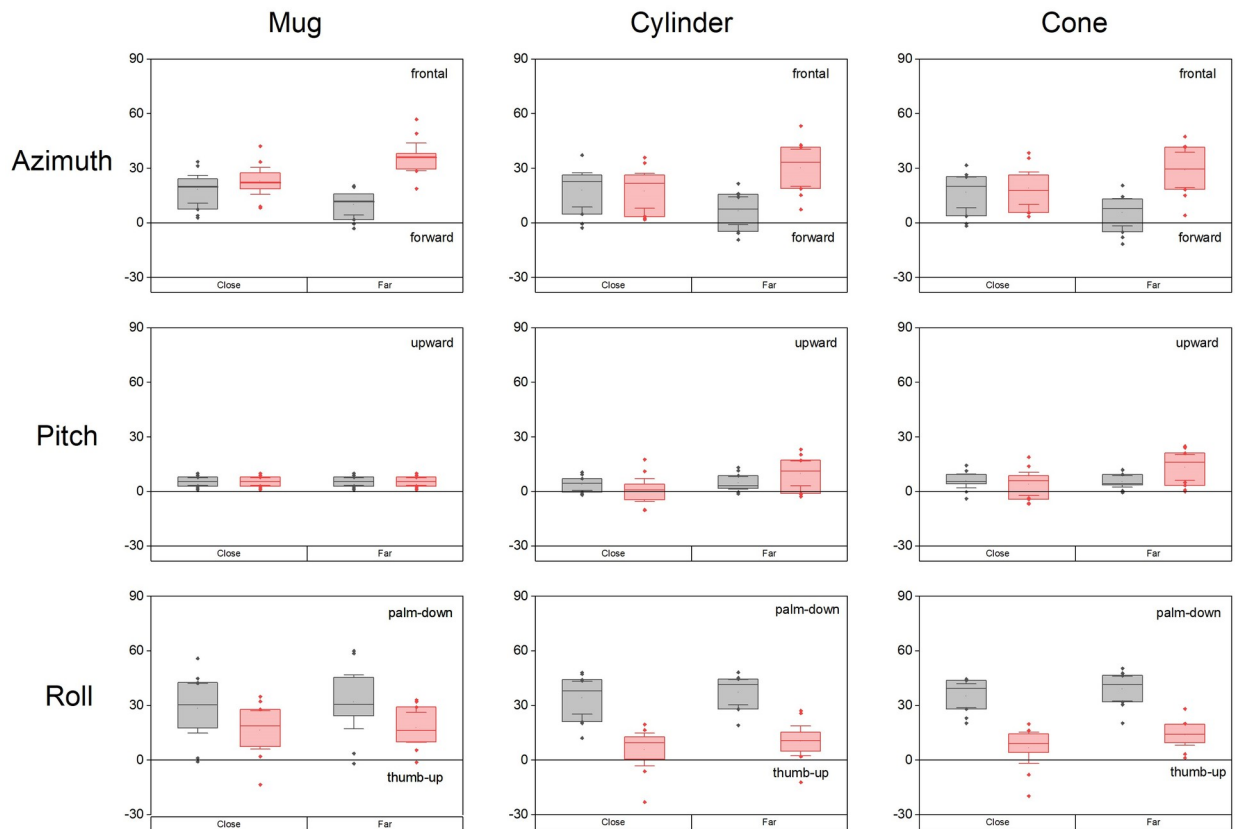 Mug Cylinder Cone
Azimuth
90 frontal 90 frontal 90 frontal
60 60 60
30 30 30
0 0 0
forward forward forward
-30 -30 -30
Close Far Close Far Close Far
Pitch
90 upward 90 upward 90 upward
60 60 60
30 30 30
0 0 0
-30 -30 -30
Close Far Close Far Close Far
Roll
90 palm-down 90 palm-down 90 palm-down
60 60 60
30 30 30
0 0 0
thumb-up thumb-up thumb-up
-30 -30 -30
Close Far Close Far Close Far